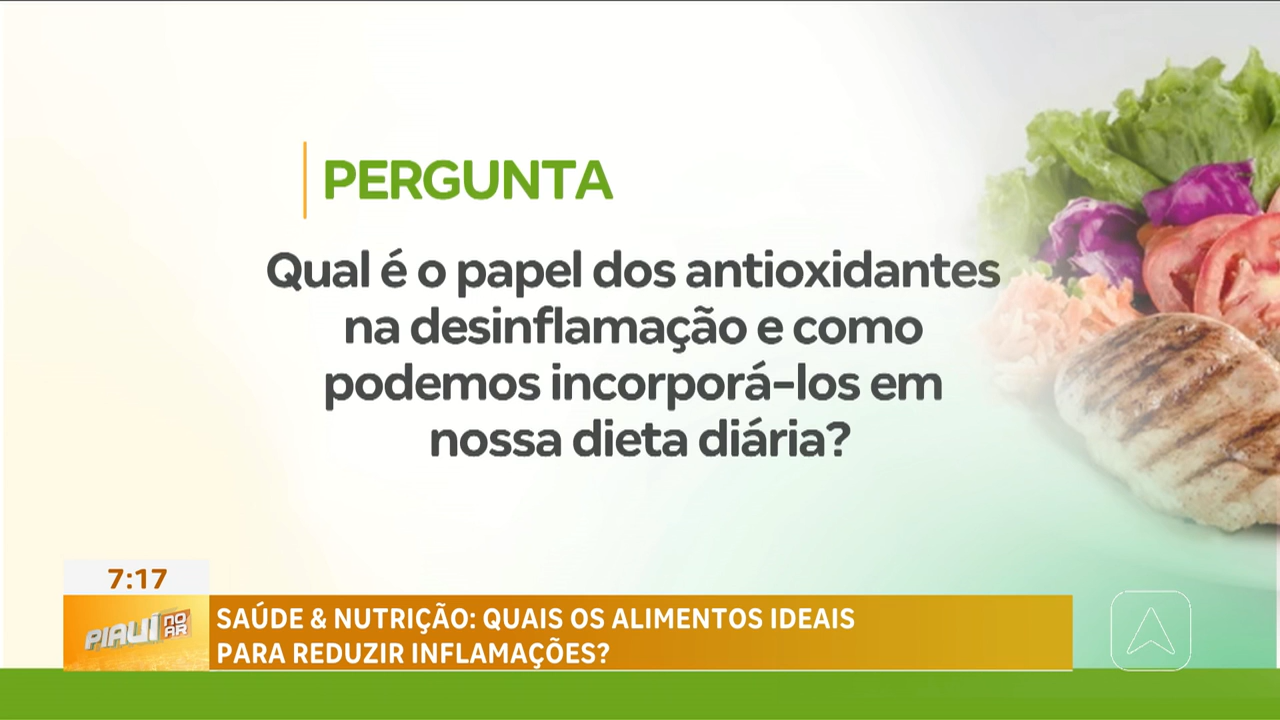 PERGUNTA
Qual é o papel dos antioxidantes
na desinflamação e como
podemos incorporá-los em
nossa dieta diária?
7:17
PIAUÍ NO AR
SAÚDE & NUTRIÇÃO: QUAIS OS ALIMENTOS IDEAIS
PARA REDUZIR INFLAMAÇÕES?